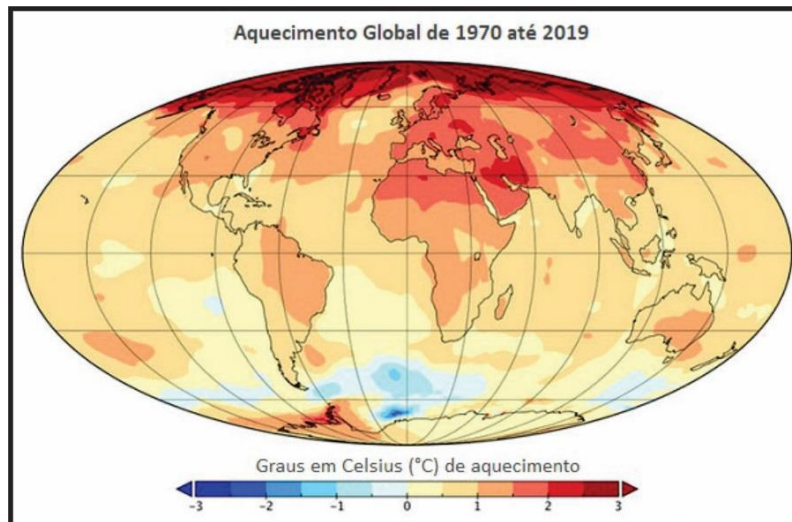 Aquecimento Global de 1970 até 2019
Graus em Celsius (°C) de aquecimento
-3 -2 -1 0 1 2 3